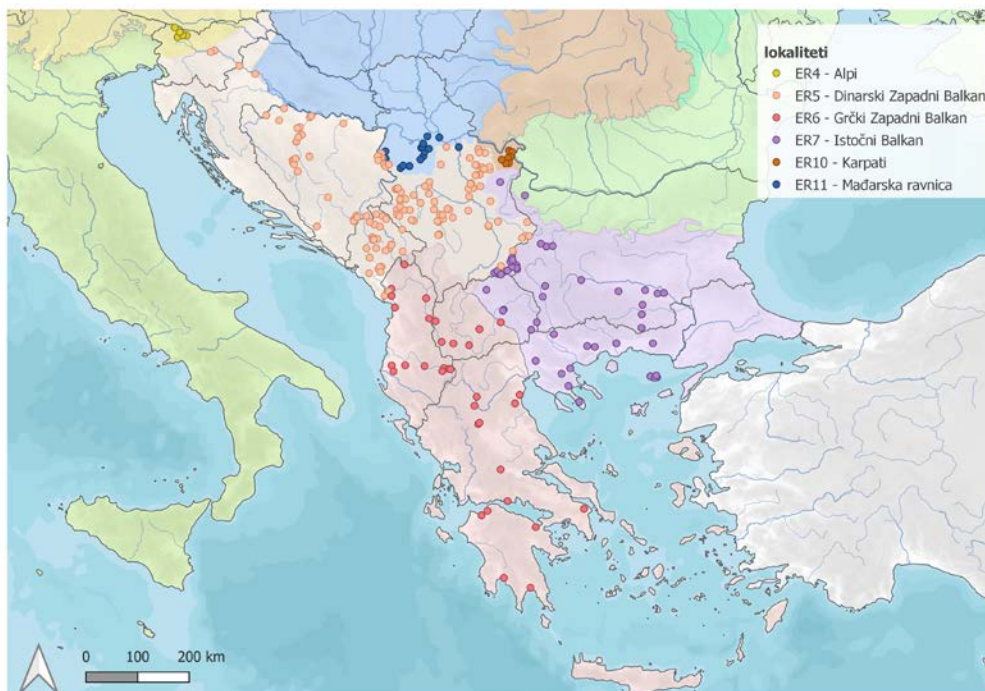 lokaliteti
ER4 - Alpi
ER5 - Dinarski Zapadni Balkan
ER6 - Grčki Zapadni Balkan
ER7 - Istočni Balkan
ER10 - Karpati
ER11 - Mađarska ravnica
0 100 200 km